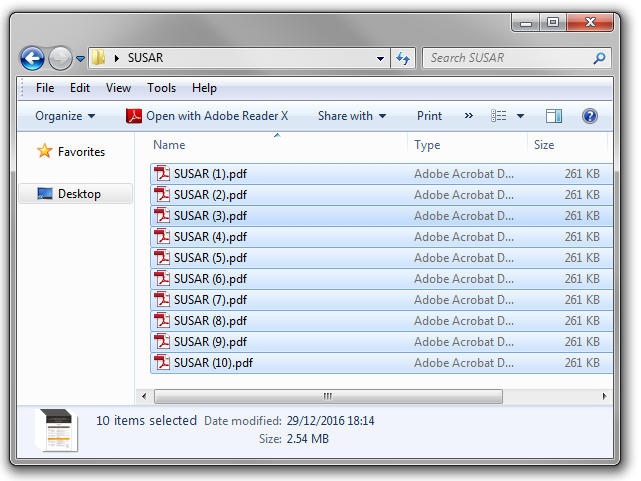 SUSAR
Search SUSAR
File Edit View Tools Help
Organize Open with Adobe Reader X Share with Print »
Favorites
Desktop
Name Type Size
SUSAR (1).pdf Adobe Acrobat D... 261 KB
SUSAR (2).pdf Adobe Acrobat D... 261 KB
SUSAR (3).pdf Adobe Acrobat D... 261 KB
SUSAR (4).pdf Adobe Acrobat D... 261 KB
SUSAR (5).pdf Adobe Acrobat D... 261 KB
SUSAR (6).pdf Adobe Acrobat D... 261 KB
SUSAR (7).pdf Adobe Acrobat D... 261 KB
SUSAR (8).pdf Adobe Acrobat D... 261 KB
SUSAR (9).pdf Adobe Acrobat D... 261 KB
SUSAR (10).pdf Adobe Acrobat D... 261 KB
10 items selected Date modified: 29/12/2016 18:14
Size: 2.54 MB